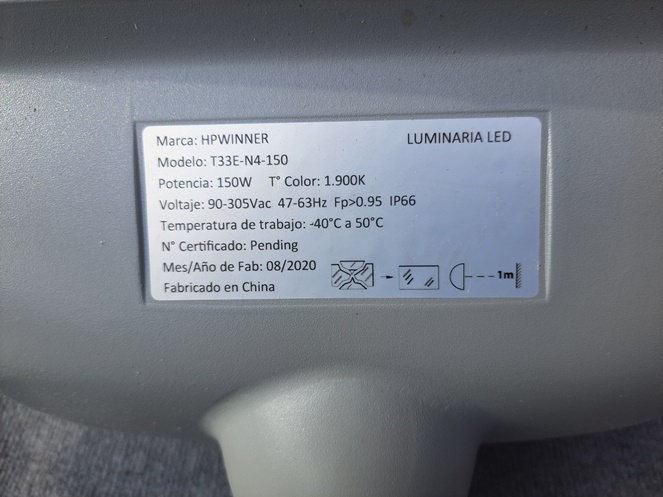 Marca: HPWINNER LUMINARIA LED
Modelo: T33E-N4-150
Potencia: 150W T° Color: 1.900K
Voltaje: 90-305Vac 47-63Hz Fp>0.95 IP66
Temperatura de trabajo: -40°C a 50°C
N° Certificado: Pending
Mes/Año de Fab: 08/2020
Fabricado en China
1m